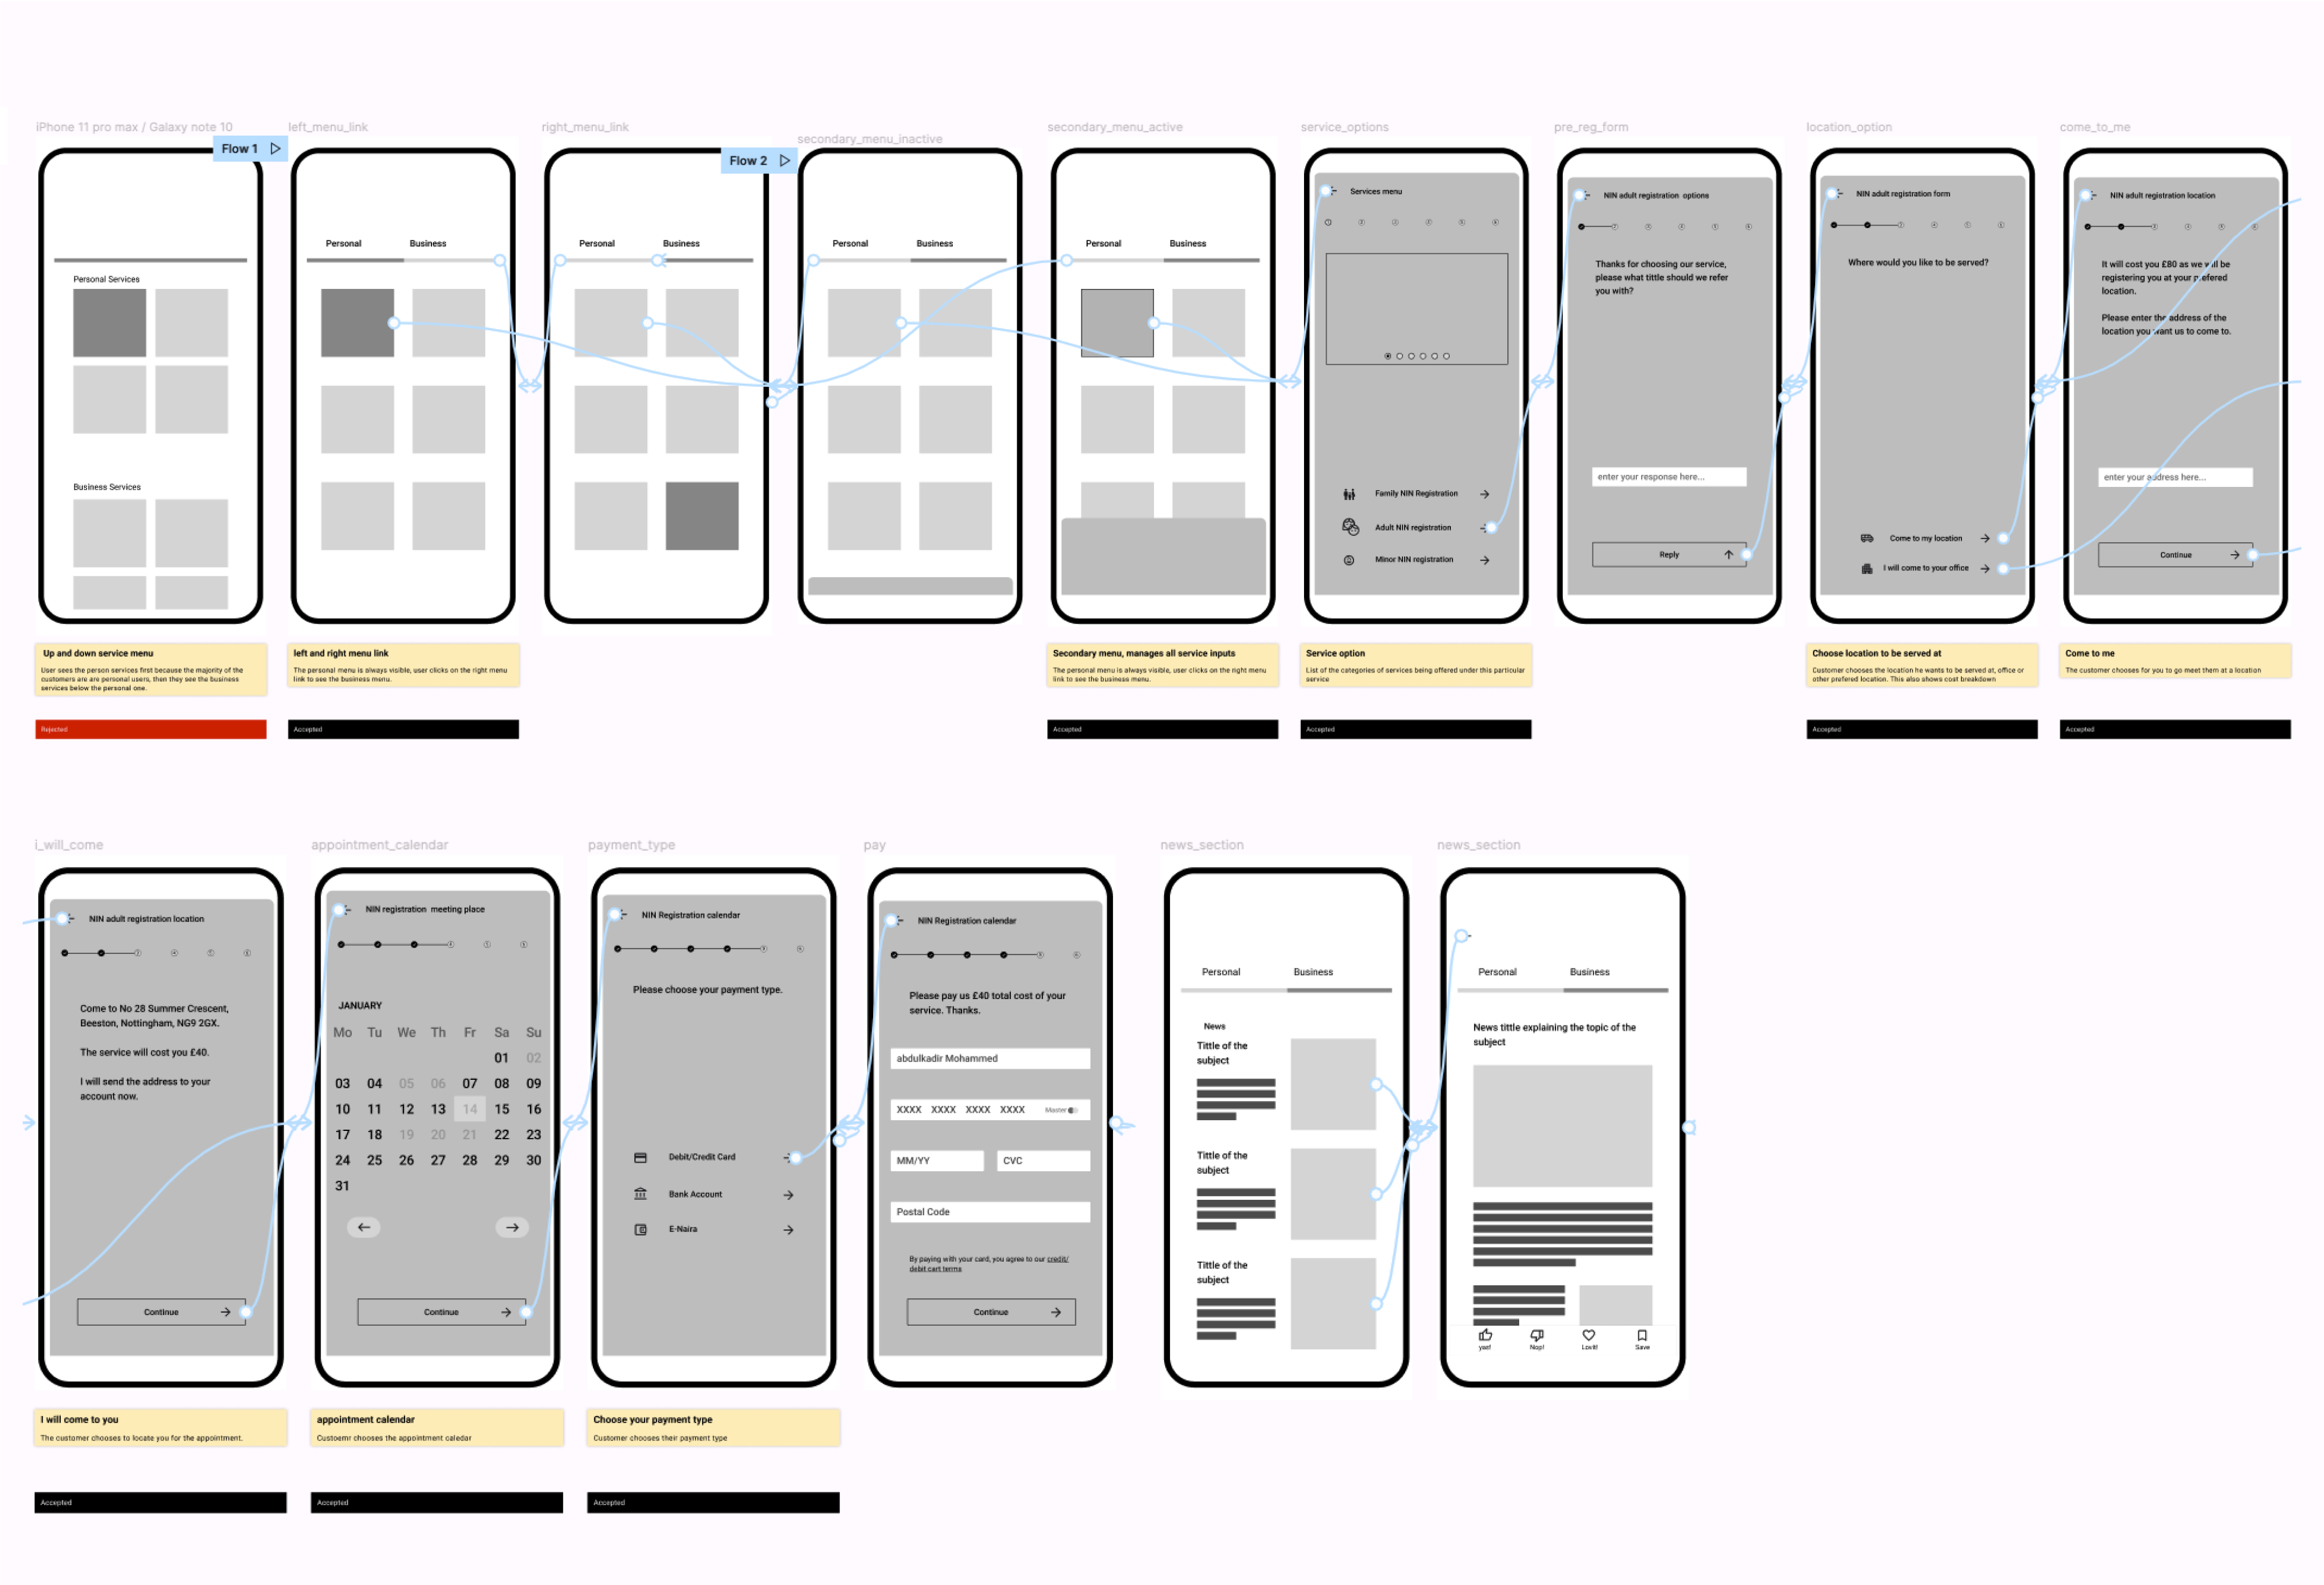 iPhone 11 pro max / Galaxy note 10
Flow 1
Personal Services
Business Services
Up and down service menu
User sees the person services first because the majority of the
customers are are personal users, then they see the business
services below the personal one.
Rejected
left_menu_link
Personal
Business
left and right menu link
The personal menu is always visible, user clicks on the right menu
link to see the business menu.
Accepted
right_menu_link
Flow 2
Personal
Business
secondary_menu_inactive
Personal
Business
secondary_menu_active
Personal
Business
Secondary menu, manages all service inputs
The personal menu is always visible, user clicks on the right menu
link to see the business menu.
Accepted
service_options
Services menu
Family NIN Registration
Adult NIN registration
Minor NIN registration
Service option
List of the categories of services being offered under this particular
service
Accepted
pre_reg_form
NIN adult registration options
Thanks for choosing our service,
please what tittle should we refer
you with?
enter your response here...
Reply
location_option
NIN adult registration form
Where would you like to be served?
Come to my location
I will come to your office
Choose location to be served at
Customer chooses the location he wants to be served at, office or
other prefered location. This also shows cost breakdown
Accepted
come_to_me
NIN adult registration location
It will cost you £80 as we will be
registering you at your prefered
location.
Please enter the address of the
location you want us to come to.
enter your address here...
Continue
Come to me
The customer chooses for you to go meet them at a location
Accepted
i_will_come
NIN adult registration location
Come to No 28 Summer Crescent,
Beeston, Nottingham, NG9 2GX.
The service will cost you £40.
I will send the address to your
account now.
Continue
I will come to you
The customer chooses to locate you for the appointment.
Accepted
appointment_calendar
NIN registration meeting place
JANUARY
Mo Tu We Th Fr Sa Su
01 02
03 04 05 06 07 08 09
10 11 12 13 14 15 16
17 18 19 20 21 22 23
24 25 26 27 28 29 30
31
Continue
appointment calendar
Custoemr chooses the appointment caledar
Accepted
payment_type
NIN Registration calendar
Please choose your payment type.
Debit/Credit Card
Bank Account
E-Naira
Choose your payment type
Customer chooses their payment type
Accepted
pay
NIN Registration calendar
Please pay us £40 total cost of your
service. Thanks.
abdulkadir Mohammed
XXXX XXXX XXXX XXXX Master
MM/YY
CVC
Postal Code
By paying with your card, you agree to our credit/
debit cart terms
Continue
news_section
Personal
Business
News
Tittle of the
subject
Tittle of the
subject
Tittle of the
subject
news_section
Personal
Business
News tittle explaining the topic of the
subject
yas!
Nop!
Lovit!
Save